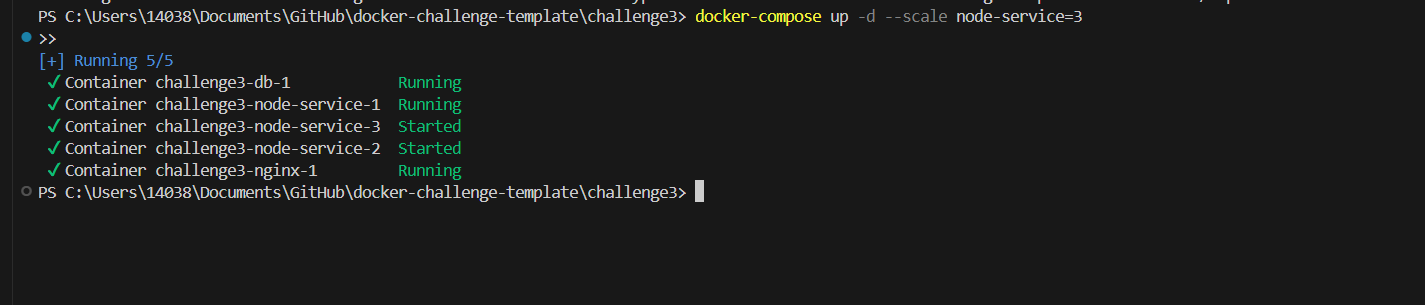 PS C:\Users\14038\Documents\GitHub\docker-challenge-template\challenge3> docker-compose up -d --scale node-service=3
>>
[+] Running 5/5
✔ Container challenge3-db-1 Running
✔ Container challenge3-node-service-1 Running
✔ Container challenge3-node-service-3 Started
✔ Container challenge3-node-service-2 Started
✔ Container challenge3-nginx-1 Running
PS C:\Users\14038\Documents\GitHub\docker-challenge-template\challenge3>